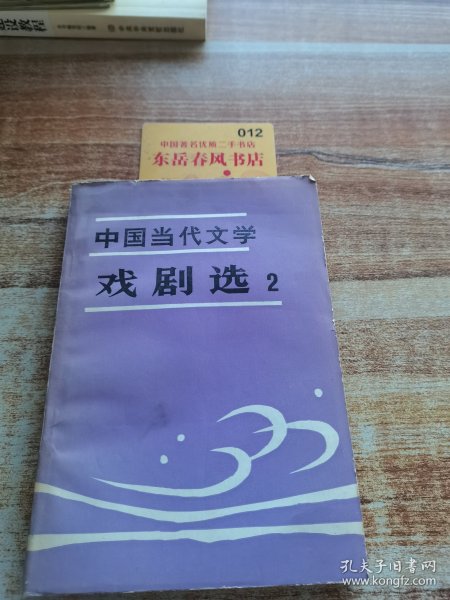 012
中国著名优质二手书店
东岳春风书店
中国当代文学
戏剧选 2
孔夫子旧书网
www.kongfz.com